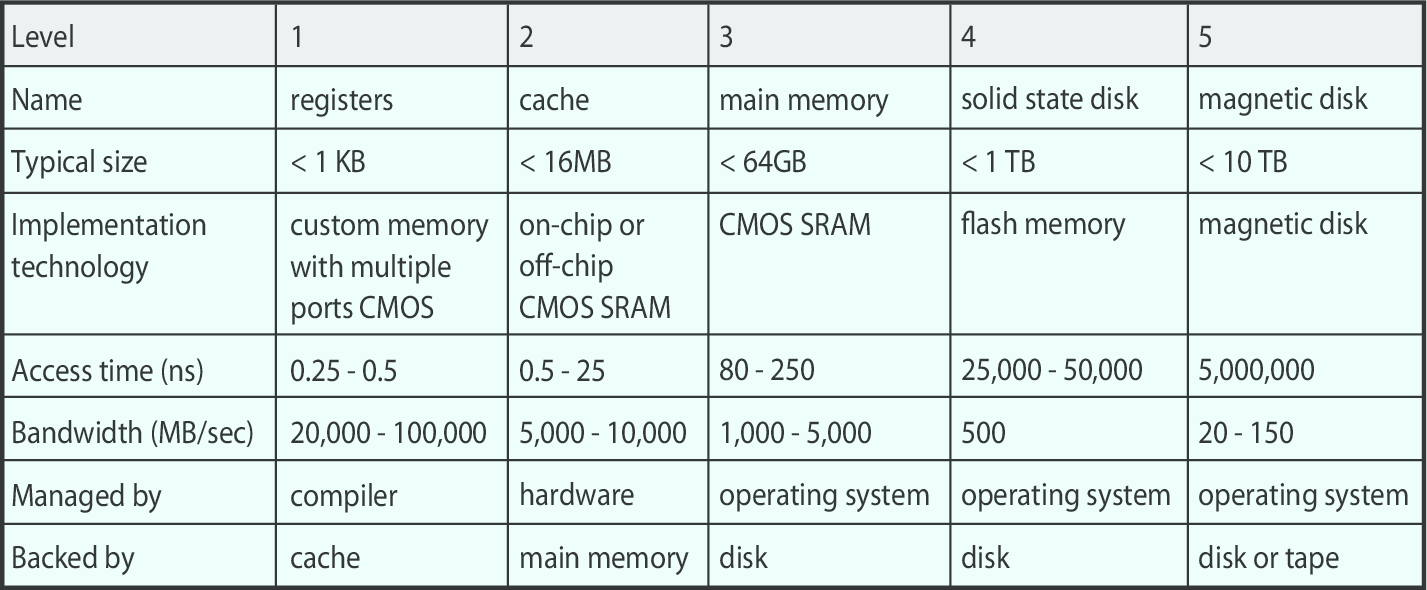 Level 1 2 3 4 5
Name registers cache main memory solid state disk magnetic disk
Typical size < 1 KB < 16MB < 64GB < 1 TB < 10 TB
Implementation custom memory on-chip or CMOS SRAM flash memory magnetic disk
technology with multiple off-chip
ports CMOS CMOS SRAM
Access time (ns) 0.25 - 0.5 0.5 - 25 80 - 250 25,000 - 50,000 5,000,000
Bandwidth (MB/sec) 20,000 - 100,000 5,000 - 10,000 1,000 - 5,000 500 20 - 150
Managed by compiler hardware operating system operating system operating system
Backed by cache main memory disk disk disk or tape